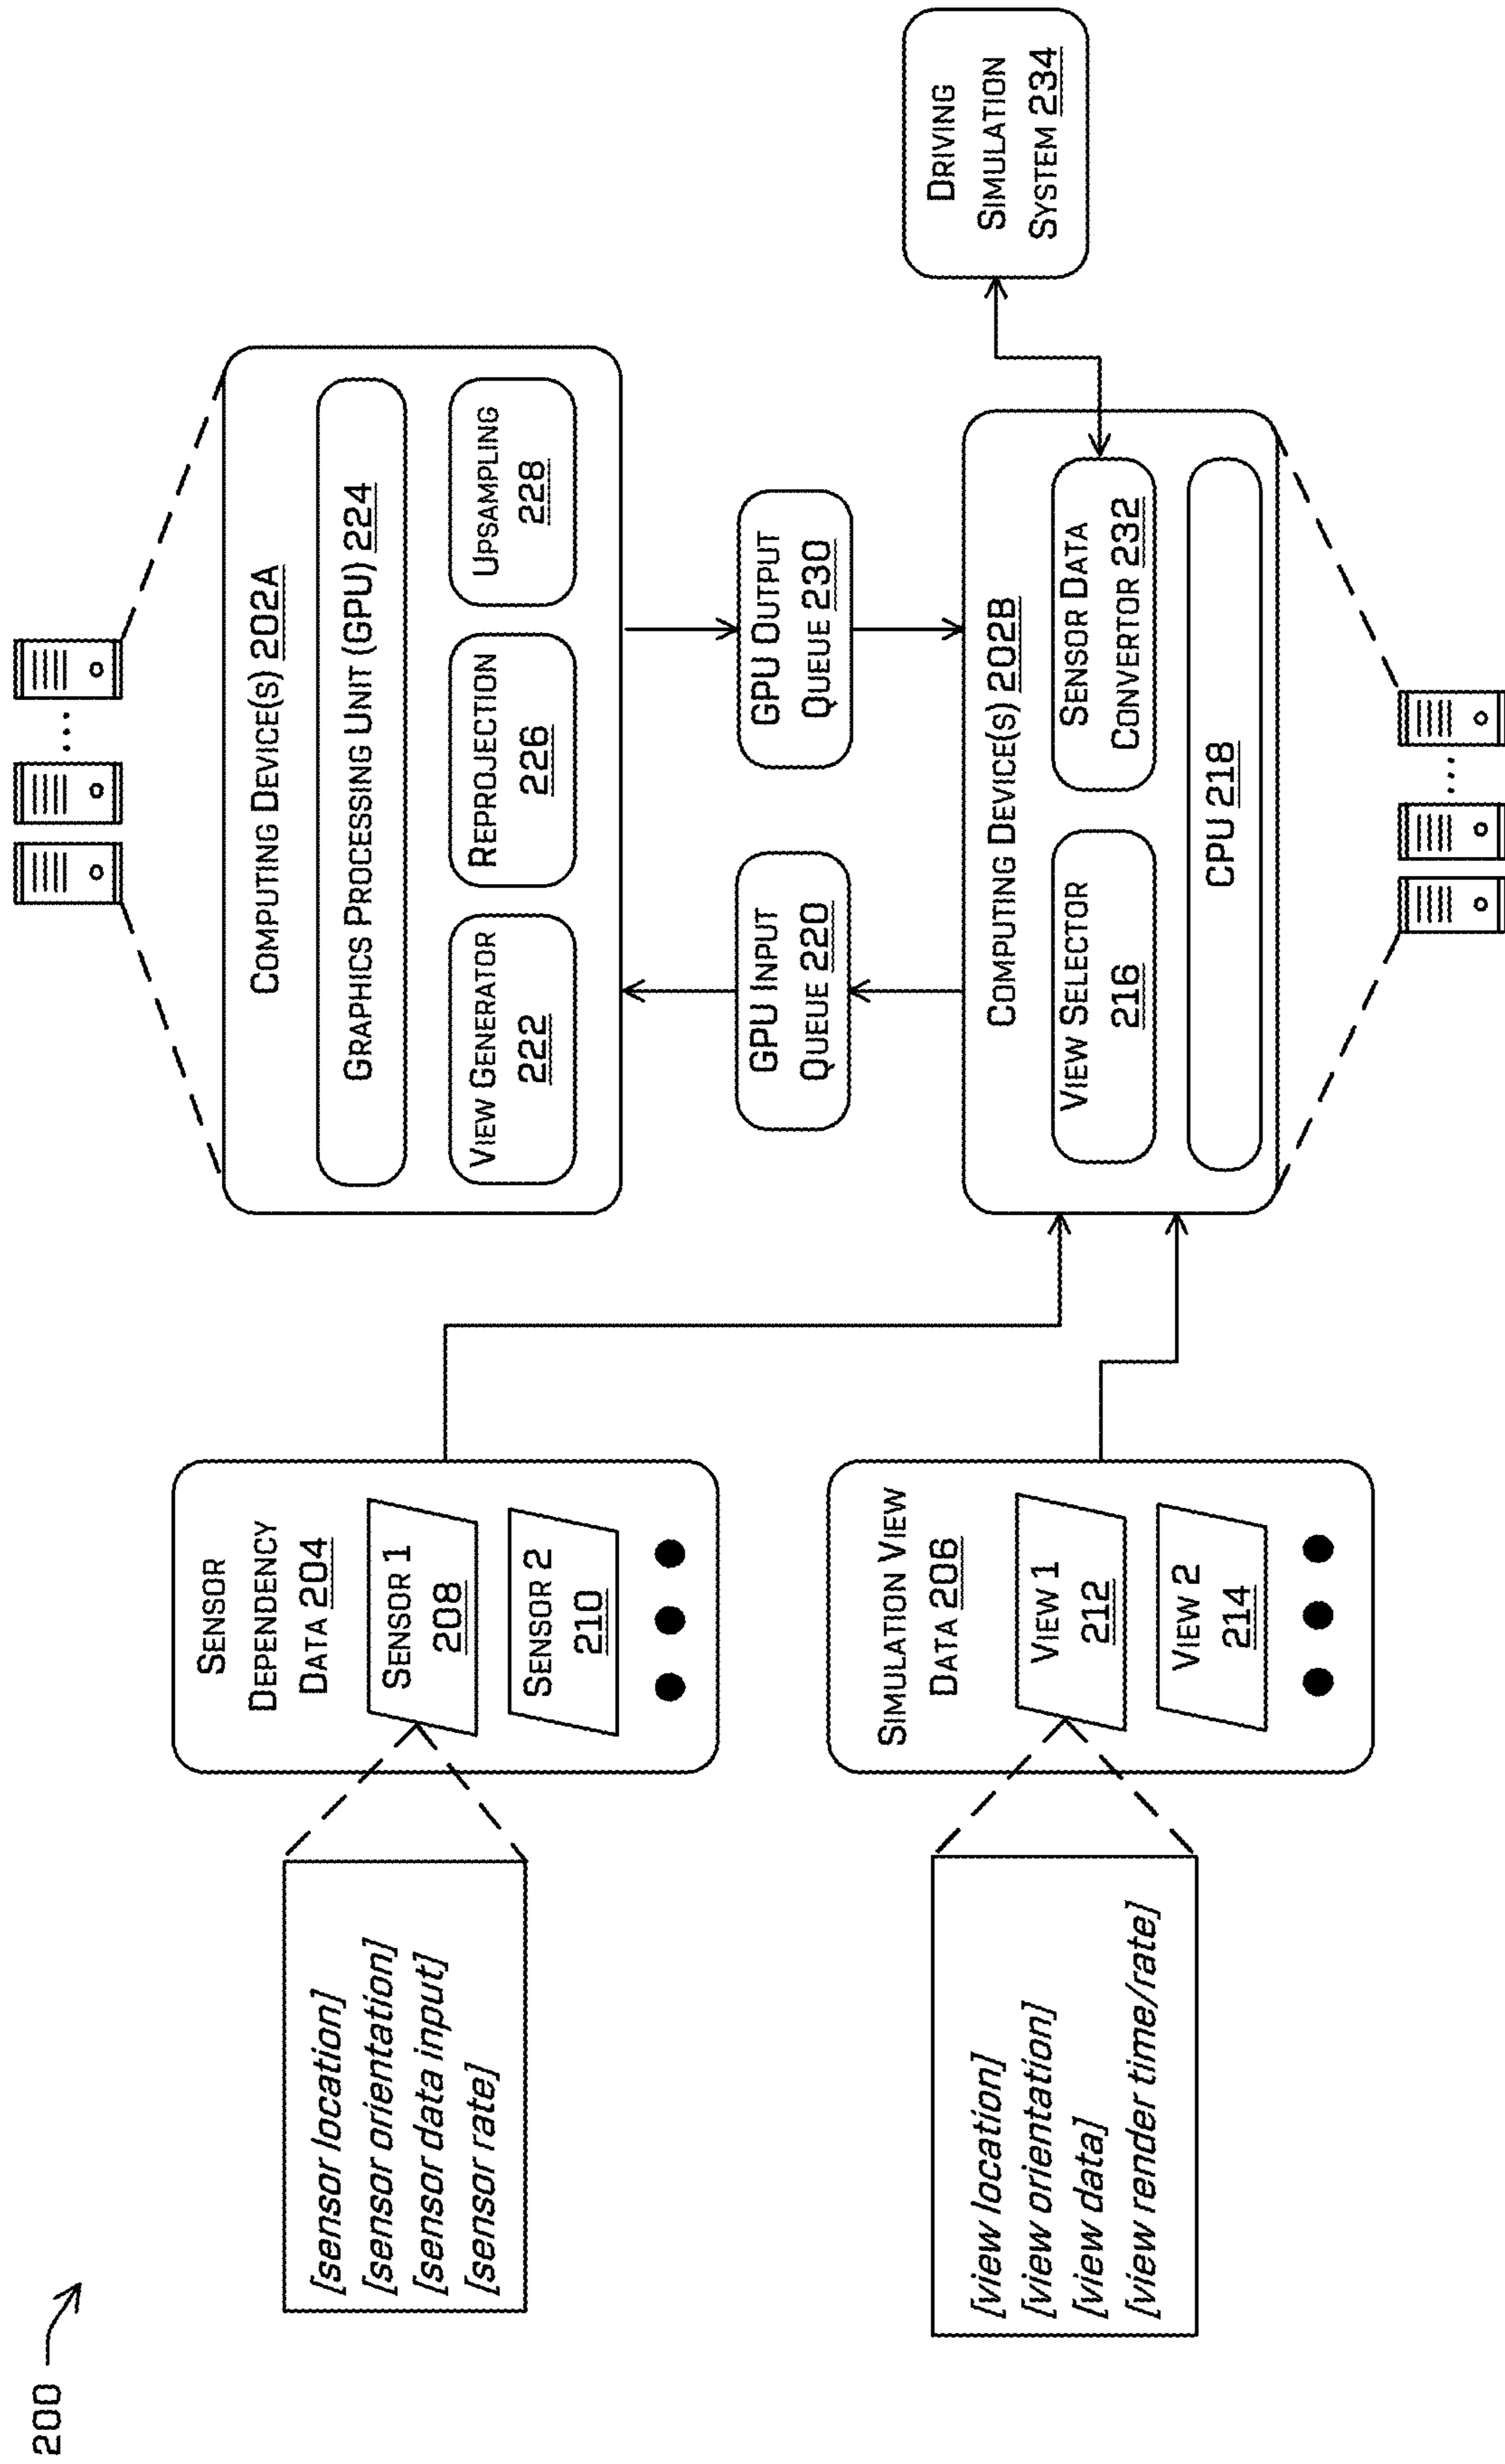 200
SENSOR
DEPENDENCY
DATA 204
SENSOR 1
208
SENSOR 2
210
[sensor location]
[sensor orientation]
[sensor data input]
[sensor rate]
SIMULATION VIEW
DATA 206
VIEW 1
212
VIEW 2
214
[view location]
[view orientation]
[view data]
[view render time/rate]
COMPUTING DEVICE(S) 202A
GRAPHICS PROCESSING UNIT (GPU) 224
VIEW GENERATOR
222
REPROJECTION
226
UPSAMPLING
228
GPU INPUT
QUEUE 220
GPU OUTPUT
QUEUE 230
COMPUTING DEVICE(S) 202B
VIEW SELECTOR
216
SENSOR DATA
CONVERTOR 232
CPU 218
DRIVING
SIMULATION
SYSTEM 234